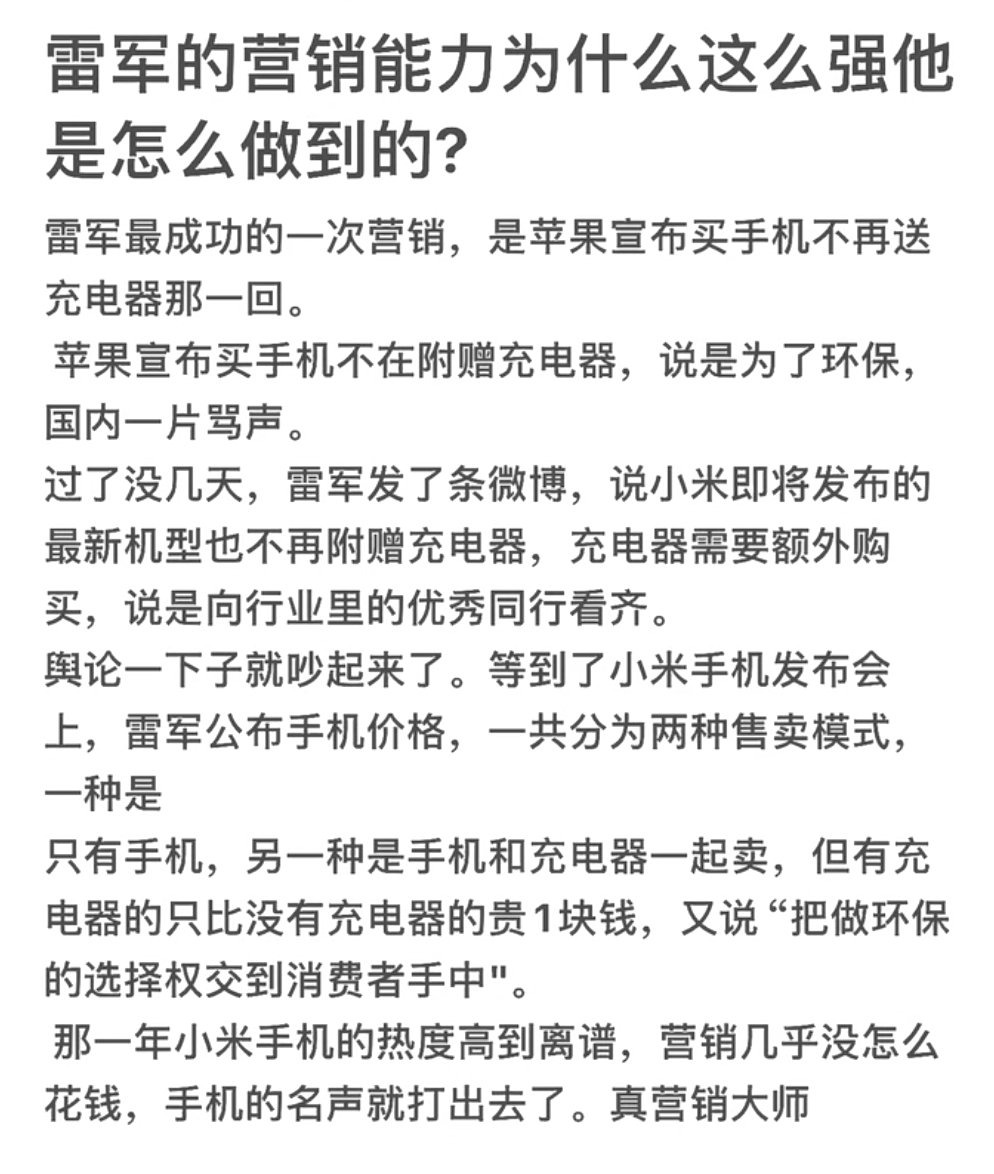 雷军的营销能力为什么这么强他
是怎么做到的?
雷军最成功的一次营销，是苹果宣布买手机不再送
充电器那一回。
苹果宣布买手机不在附赠充电器，说是为了环保，
国内一片骂声。
过了没几天，雷军发了条微博，说小米即将发布的
最新机型也不再附赠充电器，充电器需要额外购
买，说是向行业里的优秀同行看齐。
舆论一下子就吵起来了。等到了小米手机发布会
上，雷军公布手机价格，一共分为两种售卖模式，
一种是
只有手机，另一种是手机和充电器一起卖，但有充
电器的只比没有充电器的贵1块钱，又说“把做环保
的选择权交到消费者手中"。
那一年小米手机的热度高到离谱，营销几乎没怎么
花钱，手机的名声就打出去了。真营销大师